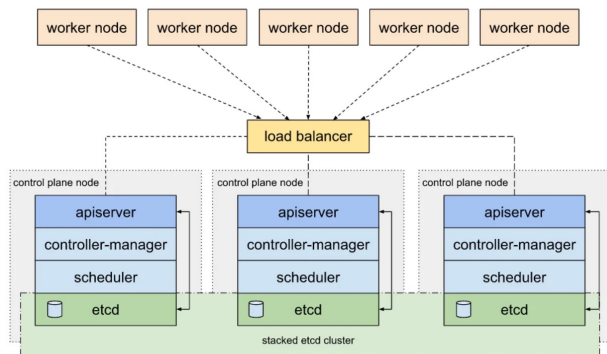 worker node
worker node
worker node
worker node
worker node
load balancer
control plane node
control plane node
control plane node
apiserver
apiserver
apiserver
controller-manager
controller-manager
controller-manager
scheduler
scheduler
scheduler
etcd
etcd
etcd
stacked etcd cluster